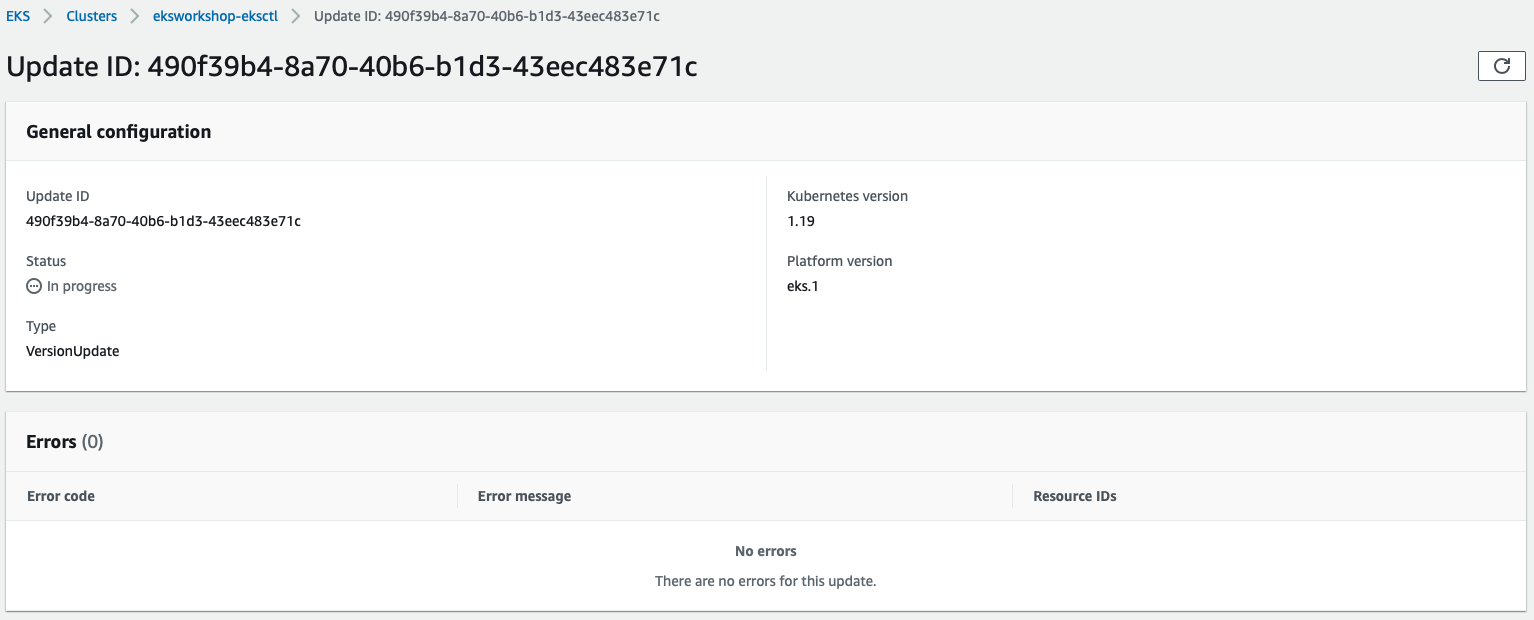 EKS Clusters eksworkshop-eksctl Update ID: 490f39b4-8a70-40b6-b1d3-43eec483e71c
Update ID: 490f39b4-8a70-40b6-b1d3-43eec483e71c
General configuration
Update ID
490f39b4-8a70-40b6-b1d3-43eec483e71c
Status
In progress
Type
VersionUpdate
Kubernetes version
1.19
Platform version
eks.1
Errors (0)
Error code Error message Resource IDs
No errors
There are no errors for this update.